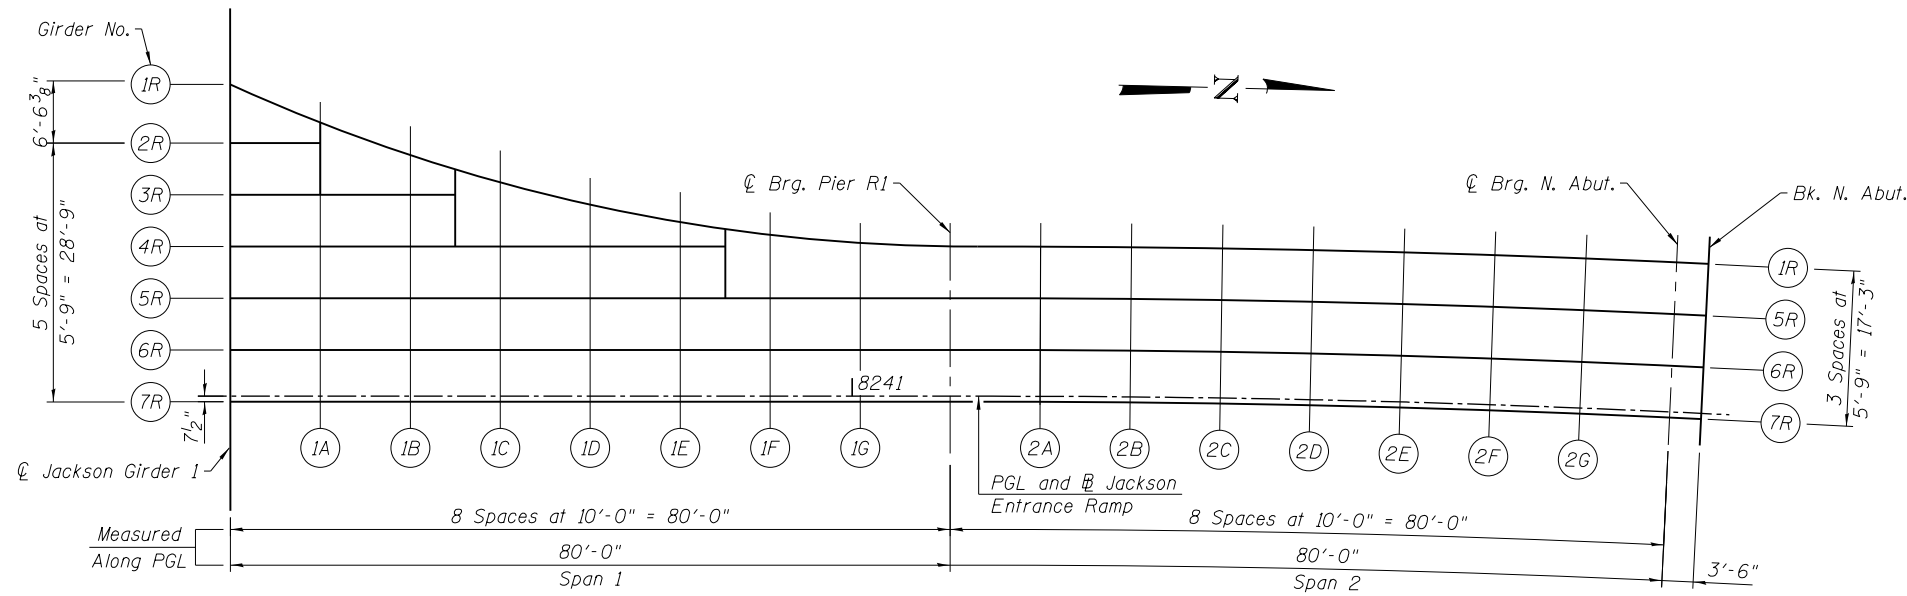 Girder No.
1R
2R
3R
4R
5R
6R
7R
6'-6 3/8"
5 Spaces at
5'-9" = 28'-9"
7 1/2"
℄ Jackson Girder 1
N
℄ Brg. Pier R1
℄ Brg. N. Abut.
Bk. N. Abut.
1R
5R
6R
7R
3 Spaces at
5'-9" = 17'-3"
8241
1A
1B
1C
1D
1E
1F
1G
2A
2B
2C
2D
2E
2F
2G
PGL and B̲L Jackson
Entrance Ramp
8 Spaces at 10'-0" = 80'-0"
8 Spaces at 10'-0" = 80'-0"
Measured
Along PGL
80'-0"
Span 1
80'-0"
Span 2
3'-6"